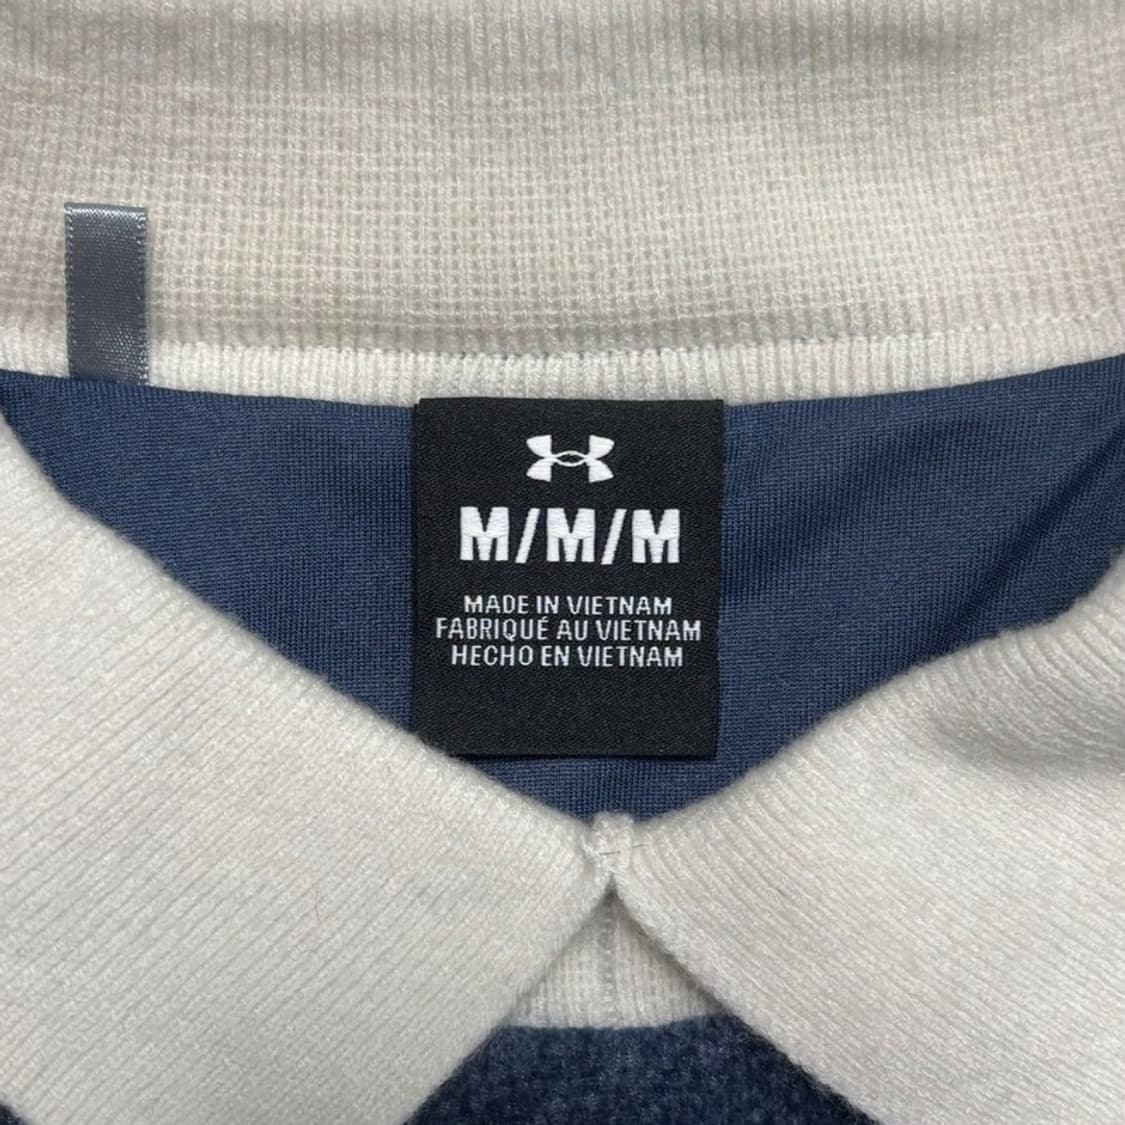 M/M/M
MADE IN VIETNAM
FABRIQUÉ AU VIETNAM
HECHO EN VIETNAM